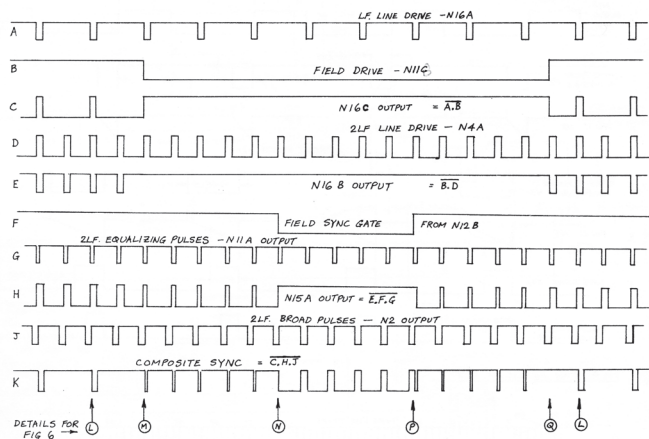 LF. LINE DRIVE - N16A
A
B
FIELD DRIVE - N11C
C
N16C OUTPUT = A.B
2LF LINE DRIVE - N4A
D
E
N16 B OUTPUT = B.D
F
FIELD SYNC GATE
FROM N12B
2LF. EQUALIZING PULSES - N11A OUTPUT
G
H
N15A OUTPUT = E.F.G
2LF. BROAD PULSES - N2 OUTPUT
J
COMPOSITE SYNC = C.H.J
K
DETAILS FOR
FIG 6 → L M N P Q L